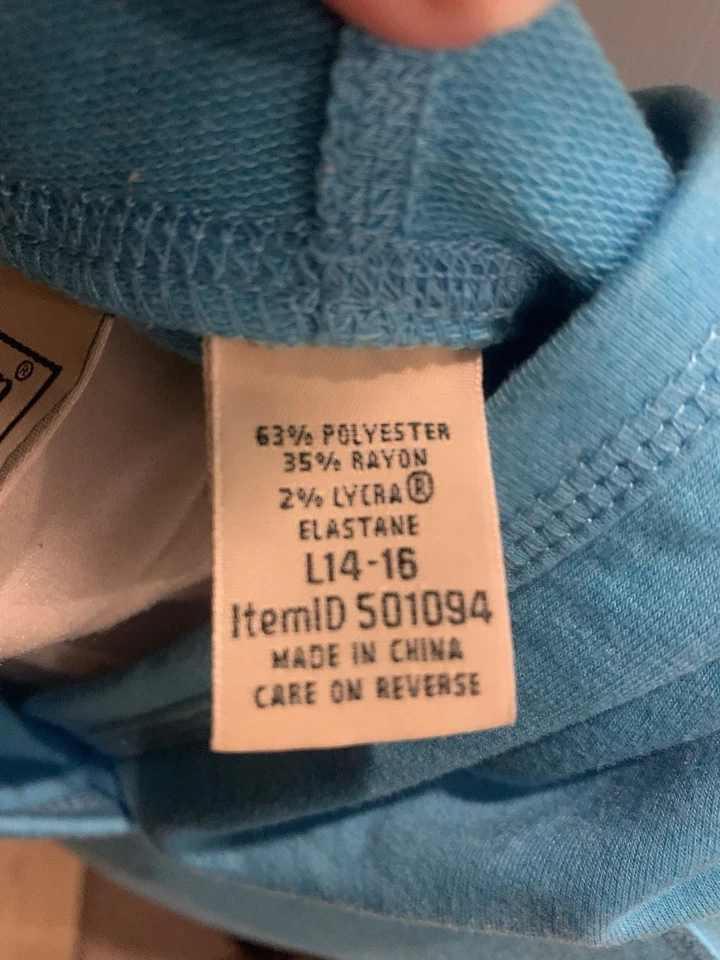 63% POLYESTER
35% RAYON
2% LYCRA®
ELASTANE
L14-16
ItemID 501094
MADE IN CHINA
CARE ON REVERSE